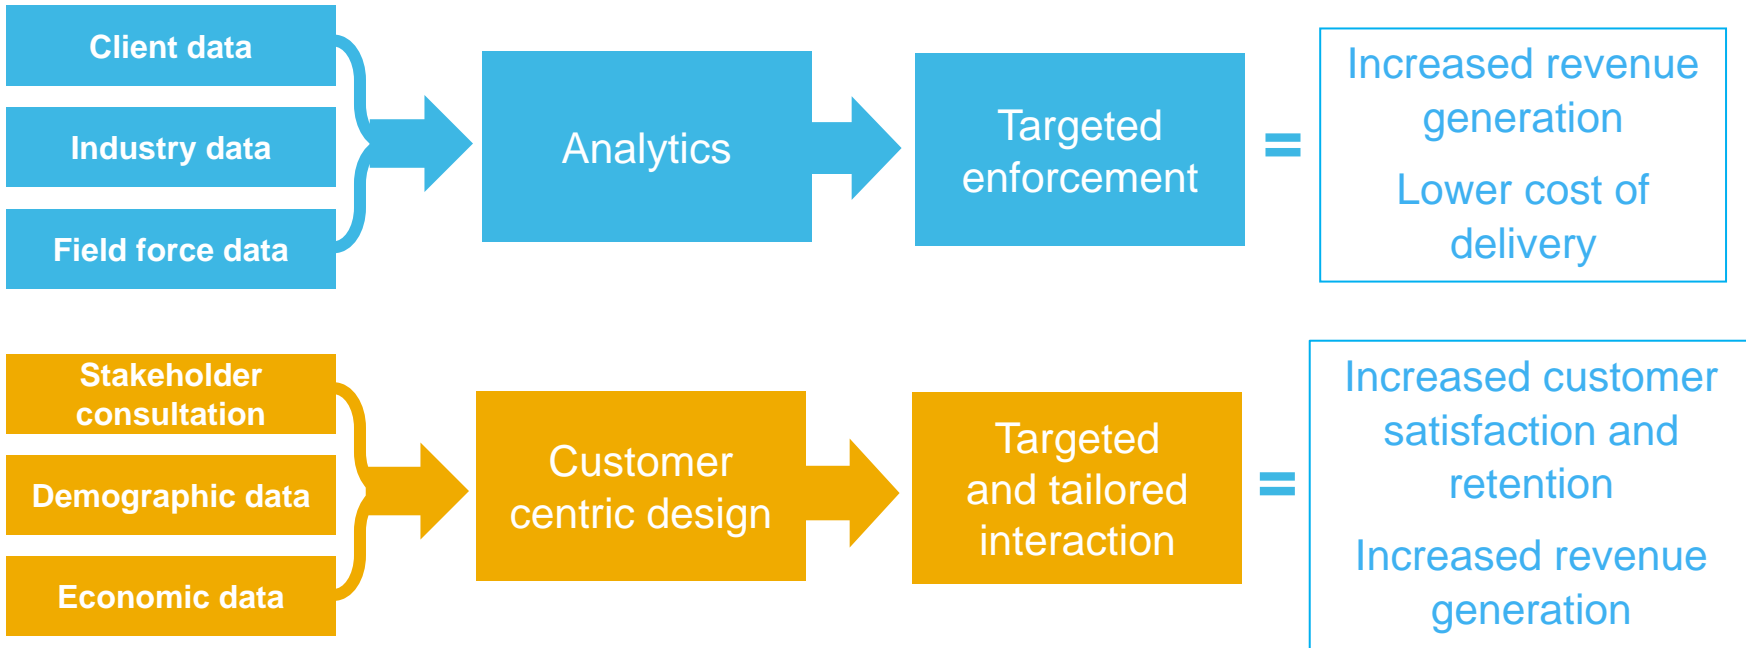 Client data
Industry data
Field force data
Analytics
Targeted
enforcement
=
Increased revenue
generation
Lower cost of
delivery
Stakeholder
consultation
Demographic data
Economic data
Customer
centric design
Targeted
and tailored
interaction
=
Increased customer
satisfaction and
retention
Increased revenue
generation